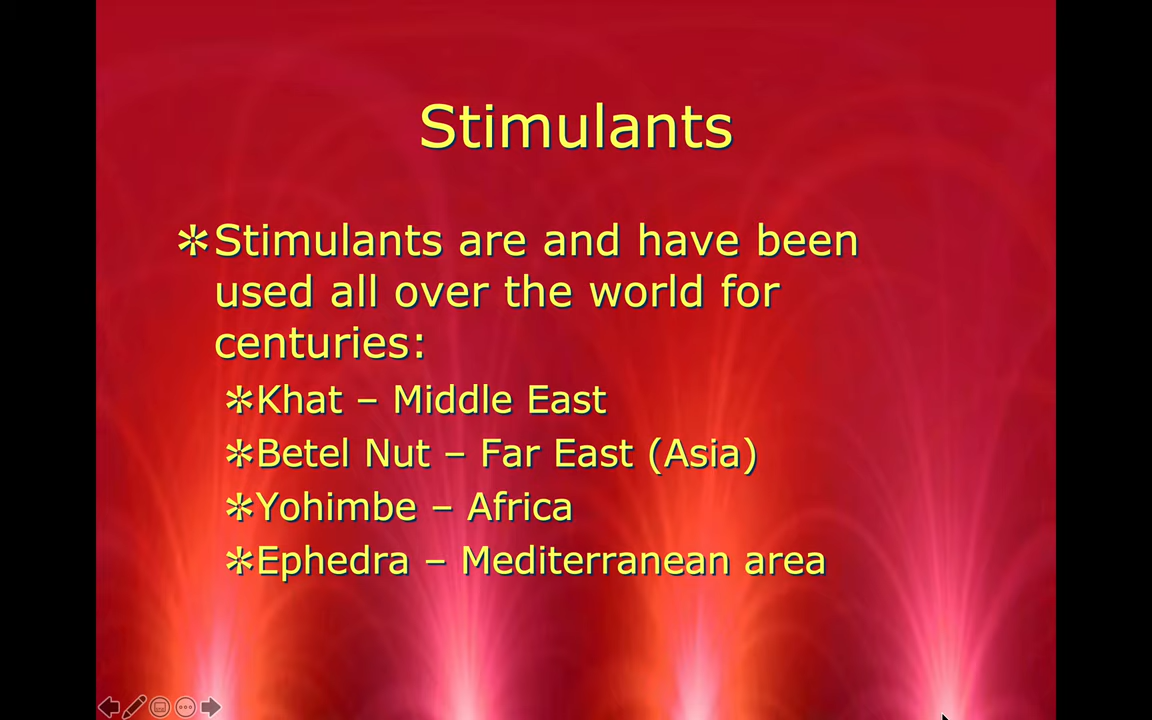 Stimulants
✲Stimulants are and have been
used all over the world for
centuries:
✲Khat – Middle East
✲Betel Nut – Far East (Asia)
✲Yohimbe – Africa
✲Ephedra – Mediterranean area